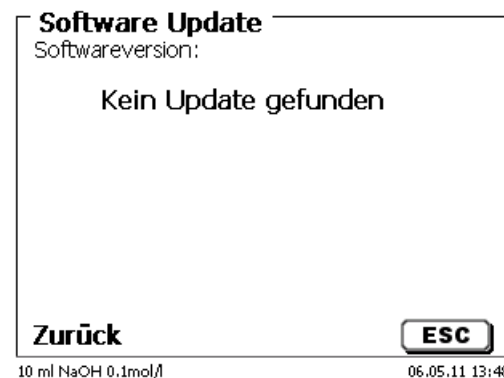 Software Update
Softwareversion:
Kein Update gefunden
Zurück
ESC
10 ml NaOH 0.1mol/l
06.05.11